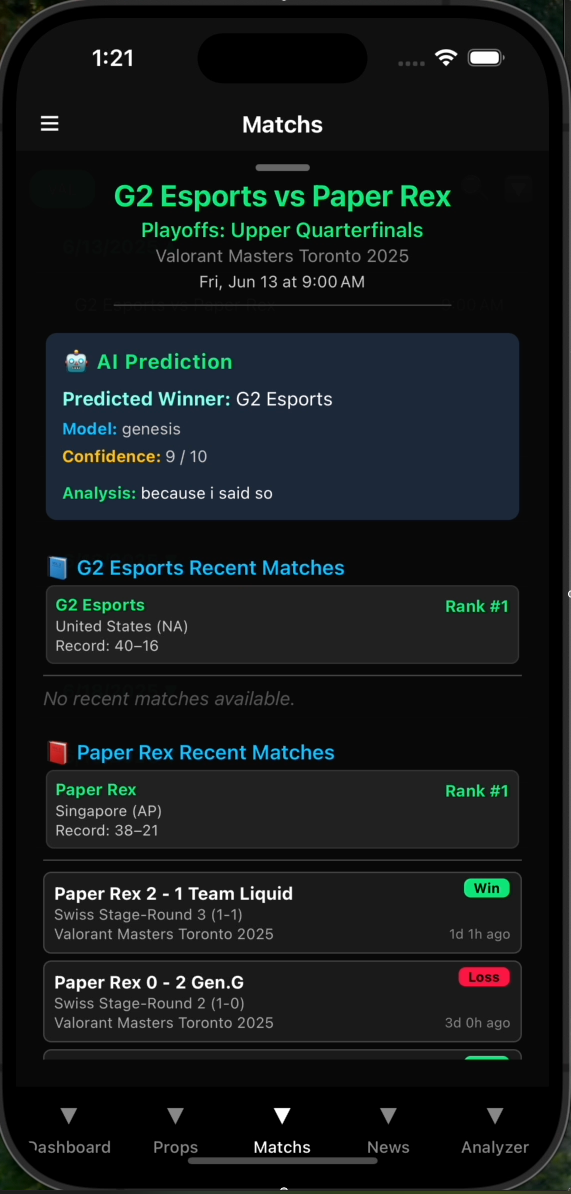 1:21
Matchs
G2 Esports vs Paper Rex
Playoffs: Upper Quarterfinals
Valorant Masters Toronto 2025
Fri, Jun 13 at 9:00 AM
AI Prediction
Predicted Winner: G2 Esports
Model: genesis
Confidence: 9 / 10
Analysis: because i said so
G2 Esports Recent Matches
G2 Esports
Rank #1
United States (NA)
Record: 40–16
No recent matches available.
Paper Rex Recent Matches
Paper Rex
Rank #1
Singapore (AP)
Record: 38–21
Paper Rex 2 - 1 Team Liquid
Win
Swiss Stage-Round 3 (1-1)
Valorant Masters Toronto 2025
1d 1h ago
Paper Rex 0 - 2 Gen.G
Loss
Swiss Stage-Round 2 (1-0)
Valorant Masters Toronto 2025
3d 0h ago
Dashboard
Props
Matchs
News
Analyzer